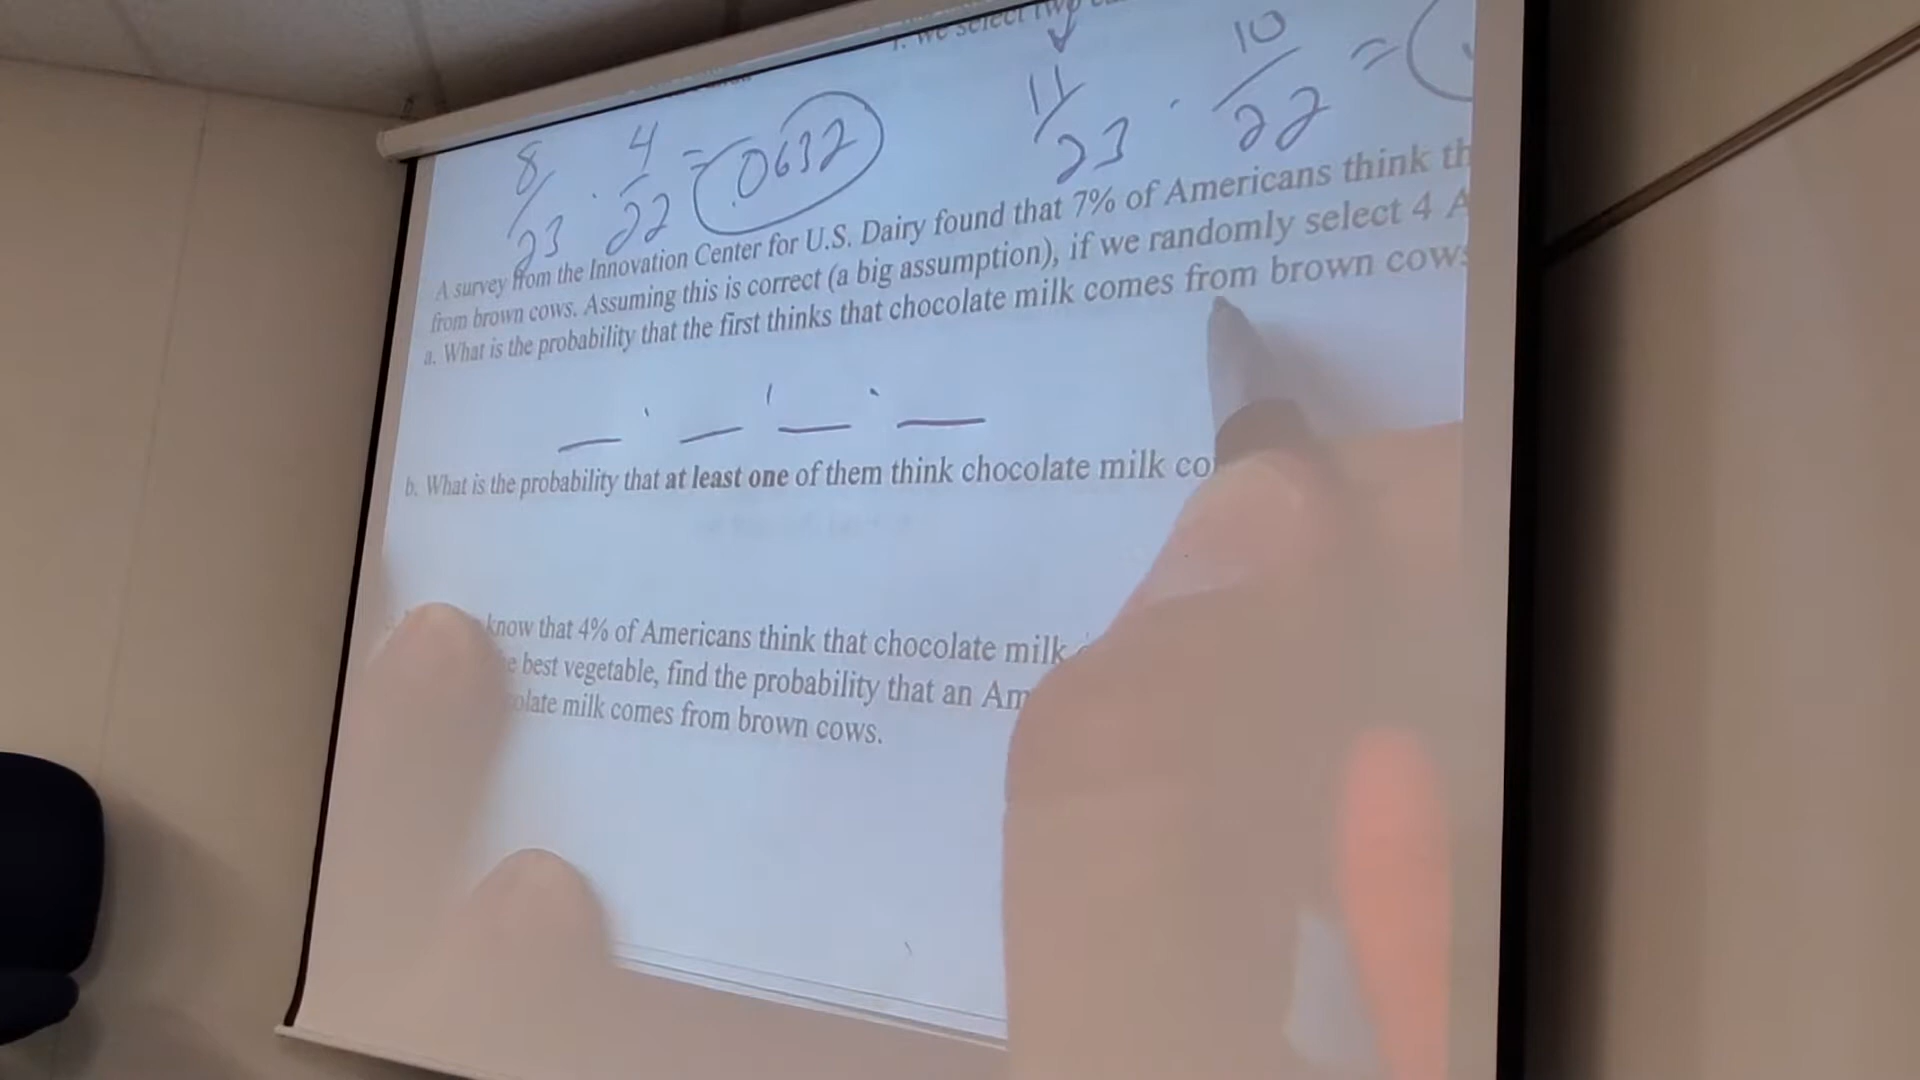 . we select two
8/23 · 4/22 = .0632
11/23 · 10/22 =
A survey from the Innovation Center for U.S. Dairy found that 7% of Americans think th
from brown cows. Assuming this is correct (a big assumption), if we randomly select 4 A
a. What is the probability that the first thinks that chocolate milk comes from brown cows
b. What is the probability that at least one of them think chocolate milk co
know that 4% of Americans think that chocolate milk
e best vegetable, find the probability that an Am
olate milk comes from brown cows.